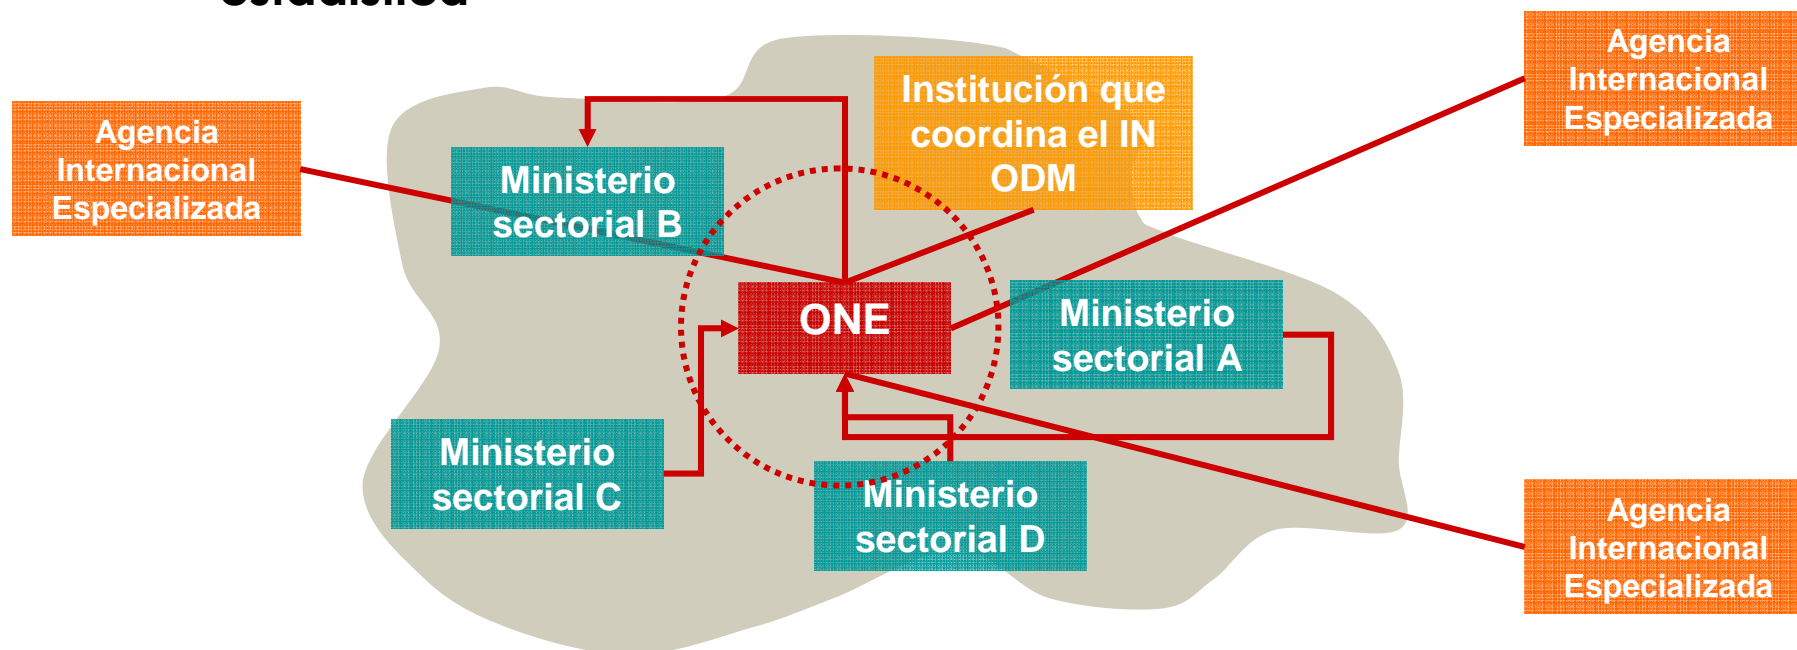 Agencia
Internacional
Especializada
Institución que
coordina el IN
ODM
Agencia
Internacional
Especializada
Ministerio
sectorial B
ONE
Ministerio
sectorial A
Ministerio
sectorial C
Ministerio
sectorial D
Agencia
Internacional
Especializada